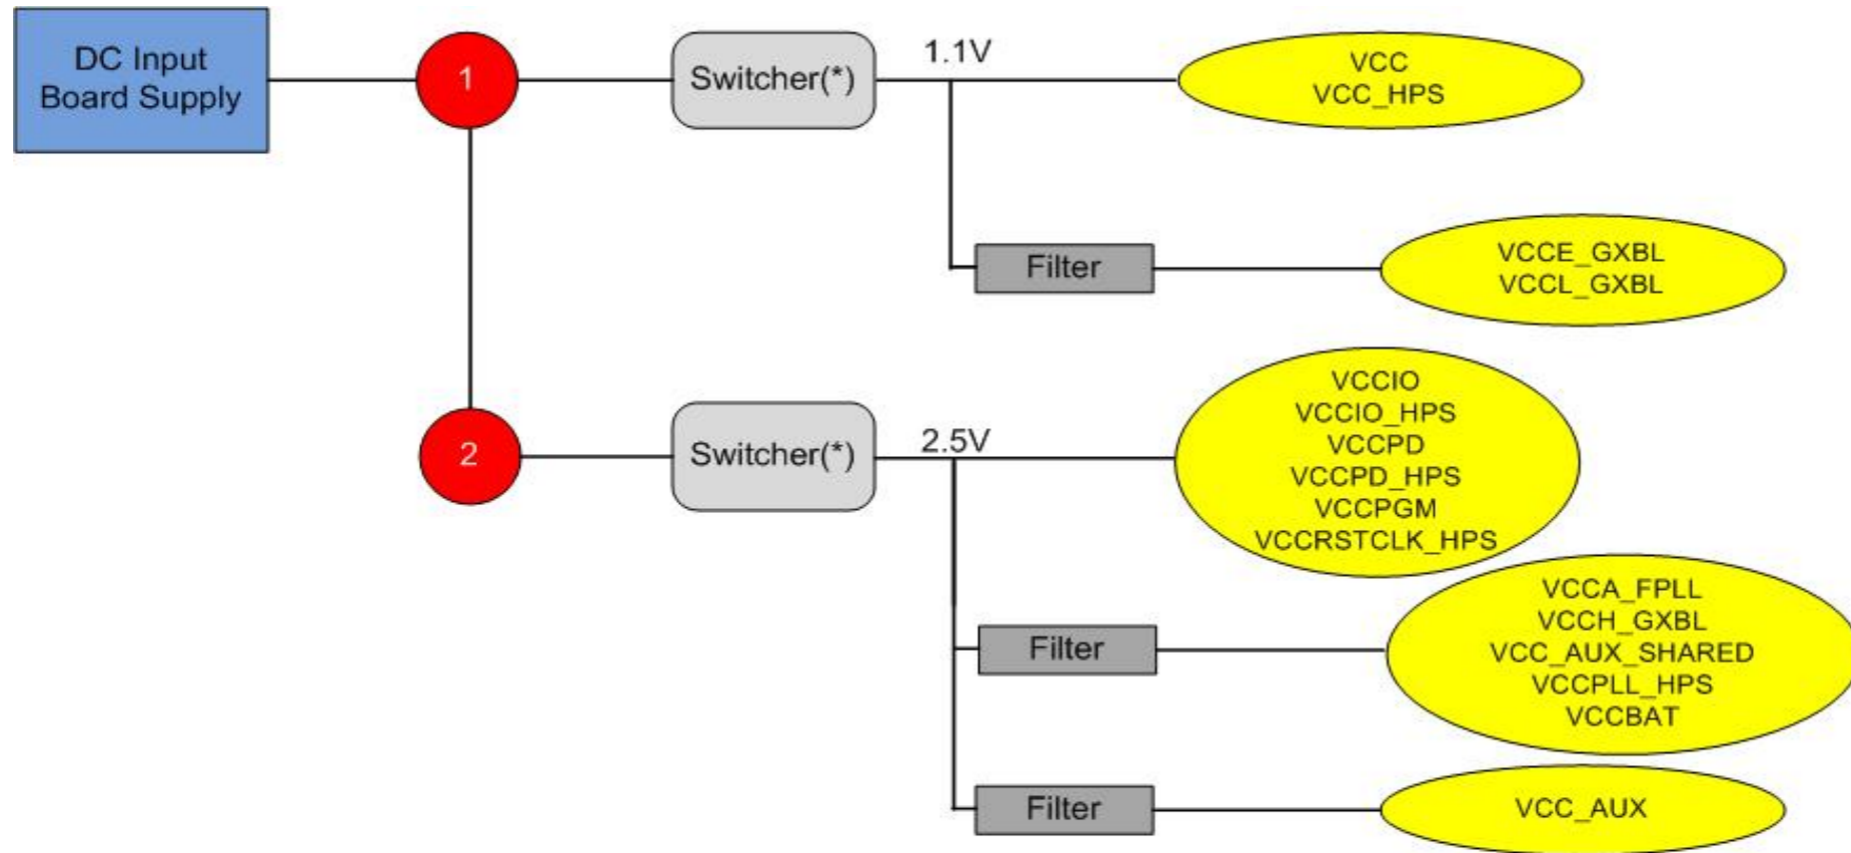 DC Input
Board Supply
1
Switcher(*)
1.1V
VCC
VCC_HPS
Filter
VCCE_GXBL
VCCL_GXBL
2
Switcher(*)
2.5V
VCCIO
VCCIO_HPS
VCCPD
VCCPD_HPS
VCCPGM
VCCRSTCLK_HPS
Filter
VCCA_FPLL
VCCH_GXBL
VCC_AUX_SHARED
VCCPLL_HPS
VCCBAT
Filter
VCC_AUX